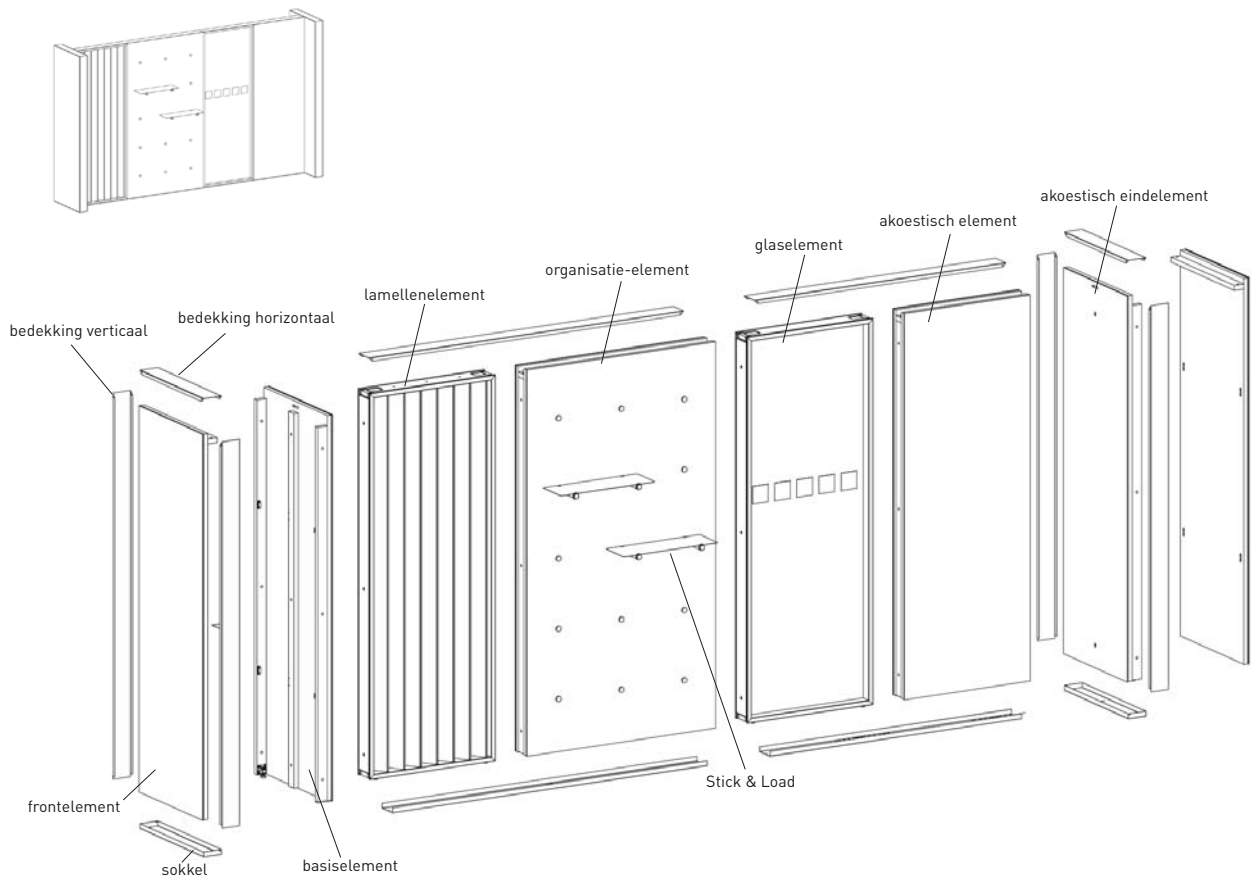 akoestisch eindelement
akoestisch element
glaselement
organisatie-element
lamellenelement
bedekking horizontaal
bedekking verticaal
Stick & Load
frontelement
basiselement
sokkel